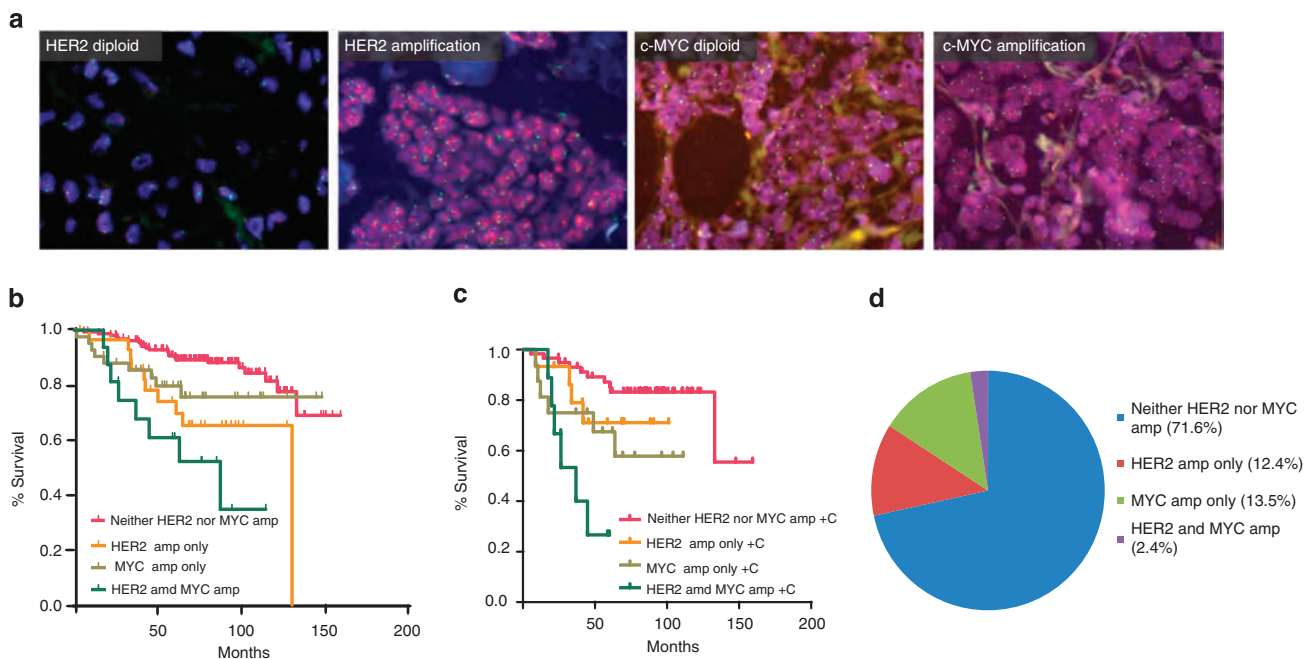 a
HER2 diploid
HER2 amplification
c-MYC diploid
c-MYC amplification
b
1.0
0.8
0.6
0.4
0.2
0.0
% Survival
50
100
150
200
Months
Neither HER2 nor MYC amp
HER2 amp only
MYC amp only
HER2 amd MYC amp
c
1.0
0.8
0.6
0.4
0.2
0.0
% Survival
50
100
150
200
Months
Neither HER2 nor MYC amp +C
HER2 amp only +C
MYC amp only +C
HER2 amd MYC amp +C
d
Neither HER2 nor MYC
amp (71.6%)
HER2 amp only (12.4%)
MYC amp only (13.5%)
HER2 and MYC amp
(2.4%)